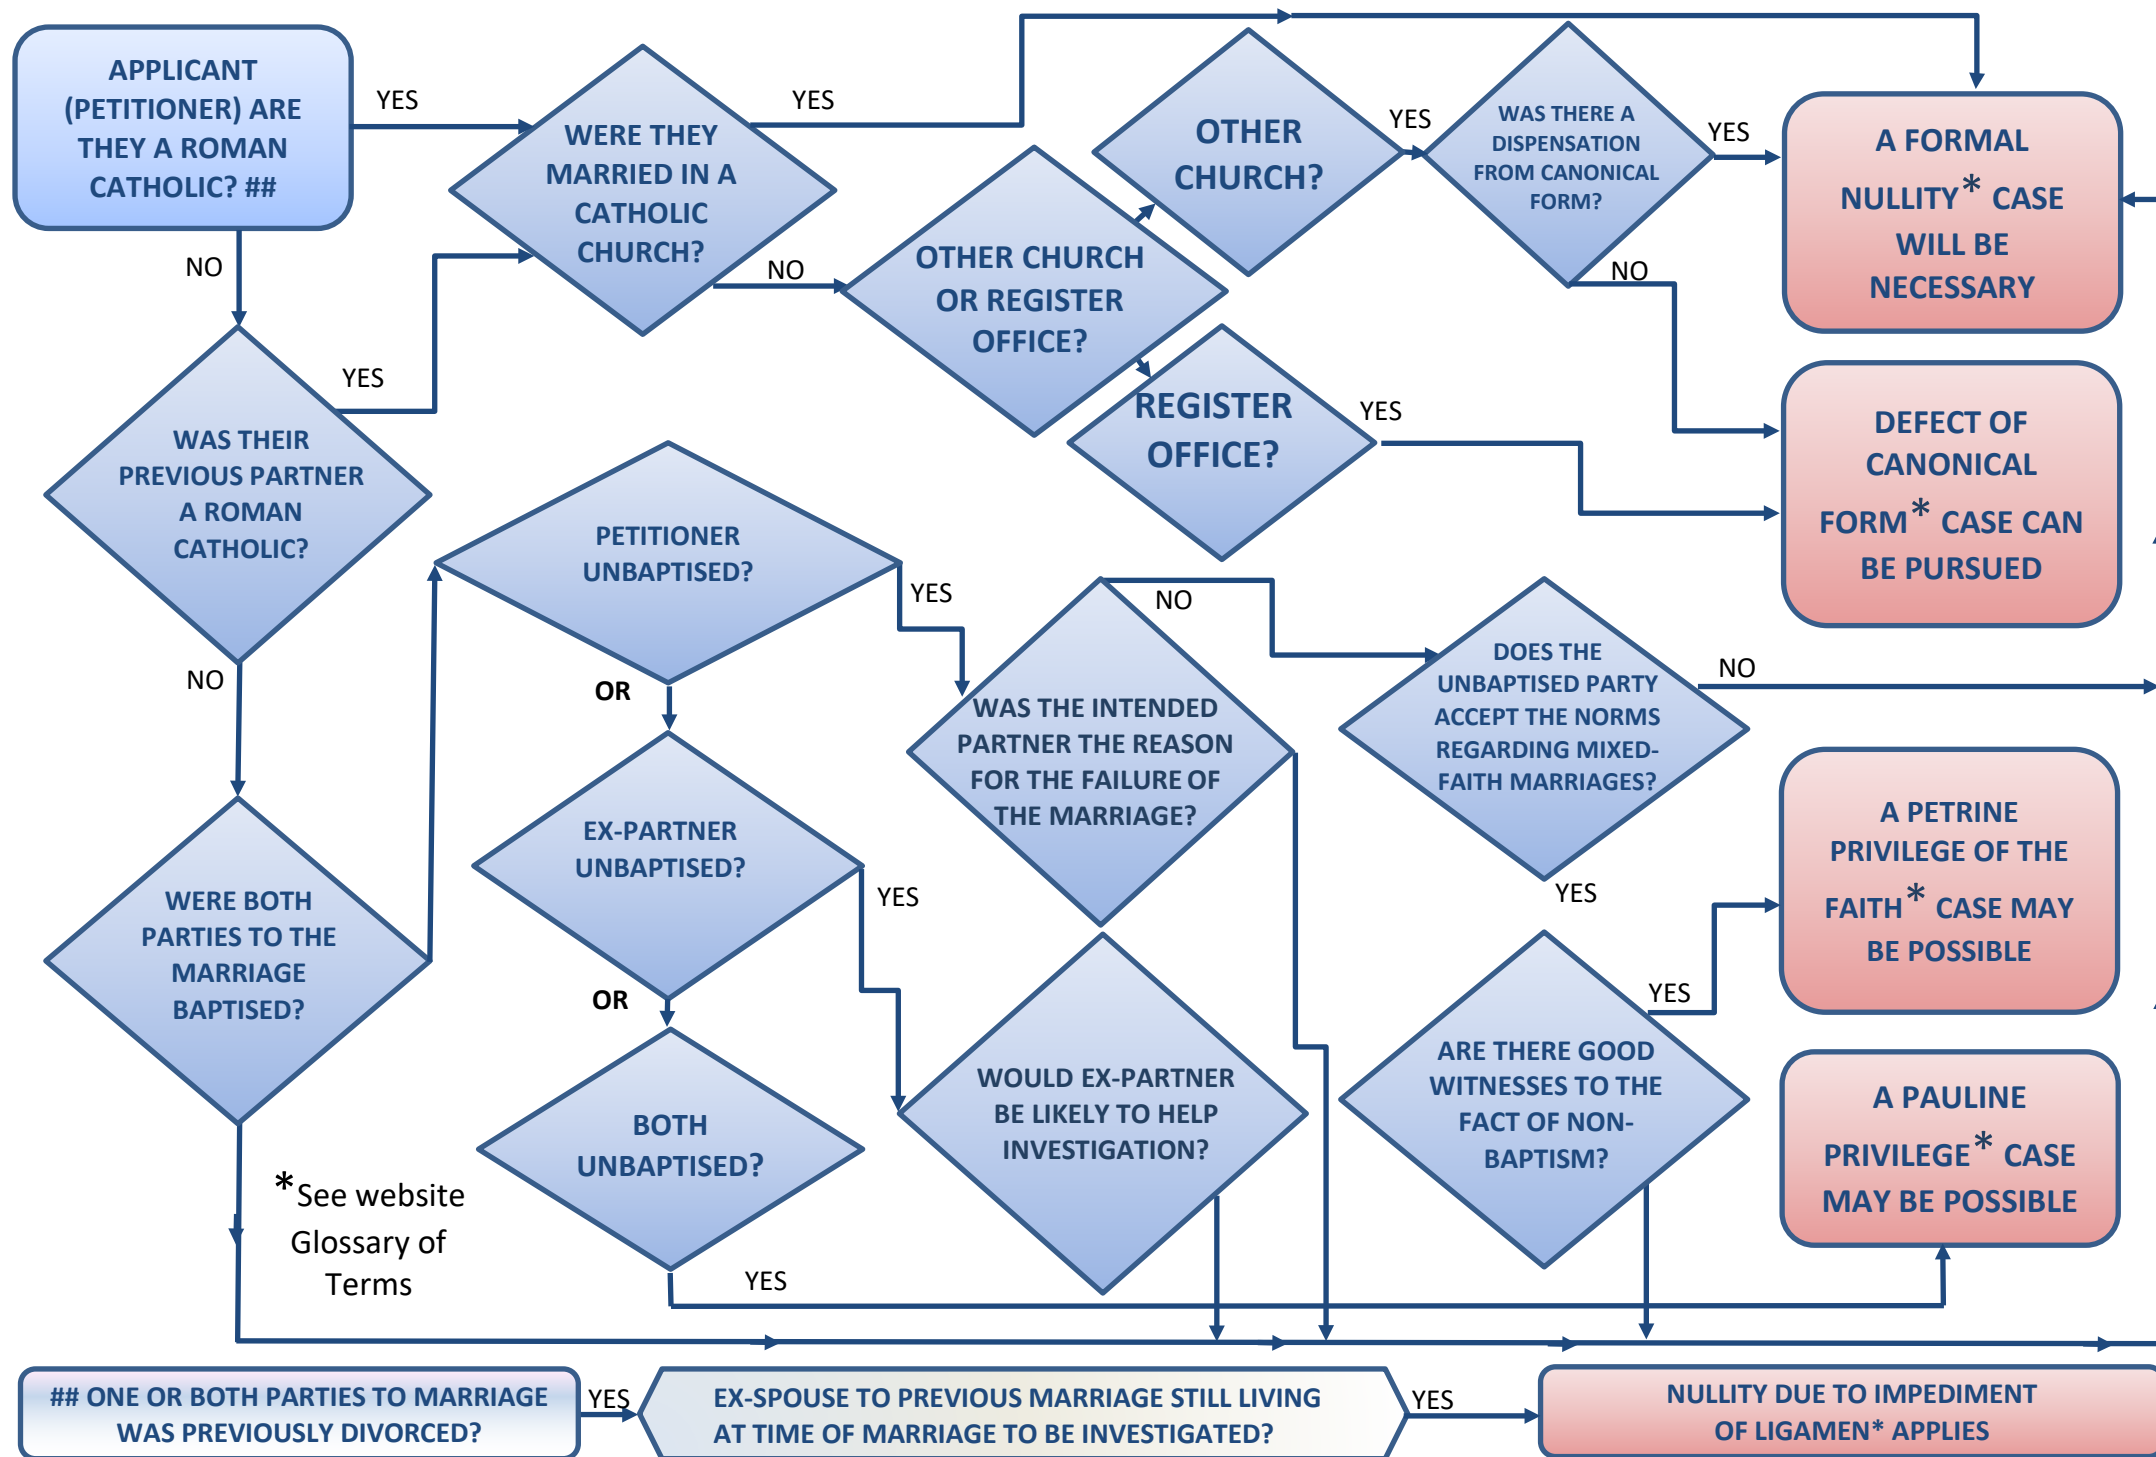 APPLICANT
(PETITIONER) ARE
THEY A ROMAN
CATHOLIC? ##
YES
NO
WERE THEY
MARRIED IN A
CATHOLIC
CHURCH?
YES
NO
OTHER CHURCH
OR REGISTER
OFFICE?
OTHER
CHURCH?
YES
WAS THERE A
DISPENSATION
FROM CANONICAL
FORM?
YES
NO
A FORMAL
NULLITY* CASE
WILL BE
NECESSARY
REGISTER
OFFICE?
YES
DEFECT OF
CANONICAL
FORM* CASE CAN
BE PURSUED
WAS THEIR
PREVIOUS PARTNER
A ROMAN
CATHOLIC?
YES
NO
PETITIONER
UNBAPTISED?
YES
OR
WAS THE INTENDED
PARTNER THE REASON
FOR THE FAILURE OF
THE MARRIAGE?
NO
DOES THE
UNBAPTISED PARTY
ACCEPT THE NORMS
REGARDING MIXED-
FAITH MARRIAGES?
NO
YES
EX-PARTNER
UNBAPTISED?
YES
OR
A PETRINE
PRIVILEGE OF THE
FAITH* CASE MAY
BE POSSIBLE
WERE BOTH
PARTIES TO THE
MARRIAGE
BAPTISED?
WOULD EX-PARTNER
BE LIKELY TO HELP
INVESTIGATION?
ARE THERE GOOD
WITNESSES TO THE
FACT OF NON-
BAPTISM?
YES
BOTH
UNBAPTISED?
YES
A PAULINE
PRIVILEGE* CASE
MAY BE POSSIBLE
*See website
Glossary of
Terms
## ONE OR BOTH PARTIES TO MARRIAGE
WAS PREVIOUSLY DIVORCED?
YES
EX-SPOUSE TO PREVIOUS MARRIAGE STILL LIVING
AT TIME OF MARRIAGE TO BE INVESTIGATED?
YES
NULLITY DUE TO IMPEDIMENT
OF LIGAMEN* APPLIES